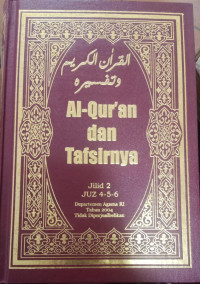 القرآن الكريم
وتفسيره
Al-Qur'an
dan
Tafsirnya
Jilid 2
JUZ 4-5-6
Departemen Agama RI
Tahun 2004
Tidak Diperjualbelikan